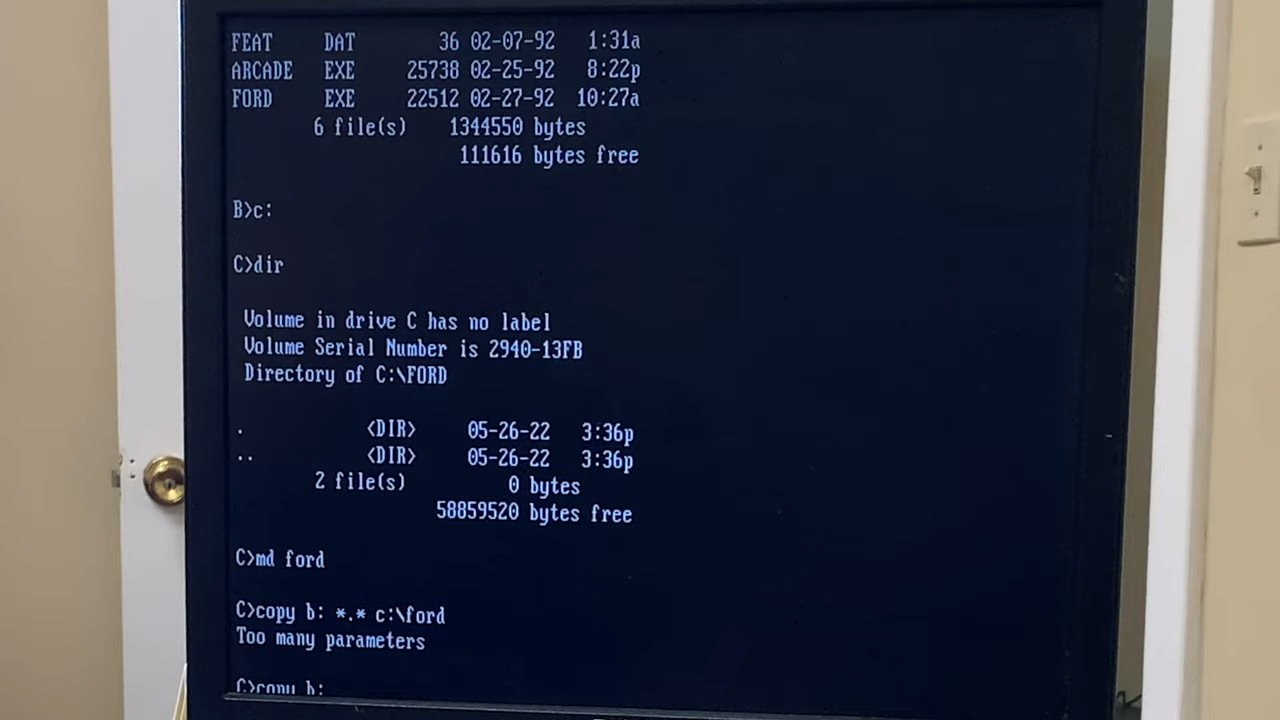 FEAT DAT 36 02-07-92 1:31a
ARCADE EXE 25738 02-25-92 8:22p
FORD EXE 22512 02-27-92 10:27a
6 file(s) 1344550 bytes
111616 bytes free
B>c:
C>dir
Volume in drive C has no label
Volume Serial Number is 2940-13FB
Directory of C:\FORD
. <DIR> 05-26-22 3:36p
.. <DIR> 05-26-22 3:36p
2 file(s) 0 bytes
58859520 bytes free
C>md ford
C>copy b: *.* c:\ford
Too many parameters
C>copy b: